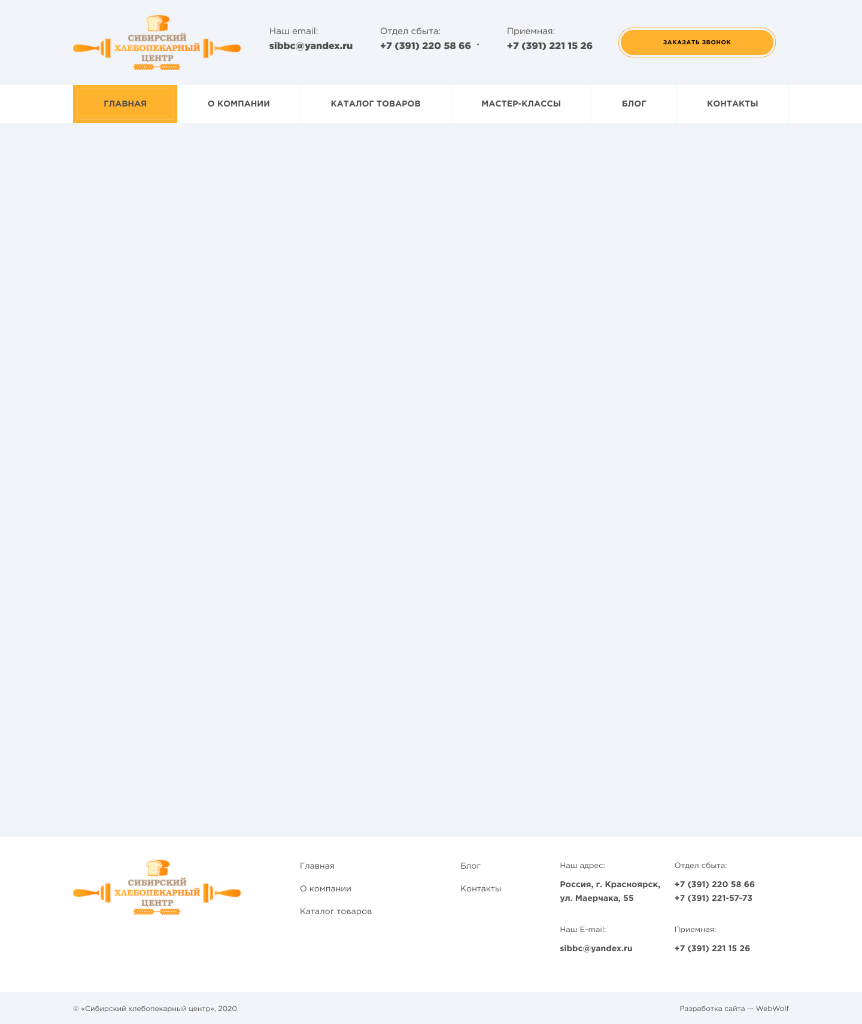 СИБИРСКИЙ
ХЛЕБОПЕКАРНЫЙ
ЦЕНТР
Наш email:
sibbc@yandex.ru
Отдел сбыта:
+7 (391) 220 58 66
Приемная:
+7 (391) 221 15 26
ЗАКАЗАТЬ ЗВОНОК
ГЛАВНАЯ
О КОМПАНИИ
КАТАЛОГ ТОВАРОВ
МАСТЕР-КЛАССЫ
БЛОГ
КОНТАКТЫ
СИБИРСКИЙ
ХЛЕБОПЕКАРНЫЙ
ЦЕНТР
Главная
О компании
Каталог товаров
Блог
Контакты
Наш адрес:
Россия, г. Красноярск,
ул. Маерчака, 55
Отдел сбыта:
+7 (391) 220 58 66
+7 (391) 221-57-73
Наш E-mail:
sibbc@yandex.ru
Приемная:
+7 (391) 221 15 26
© «Сибирский хлебопекарный центр», 2020.
Разработка сайта — WebWolf